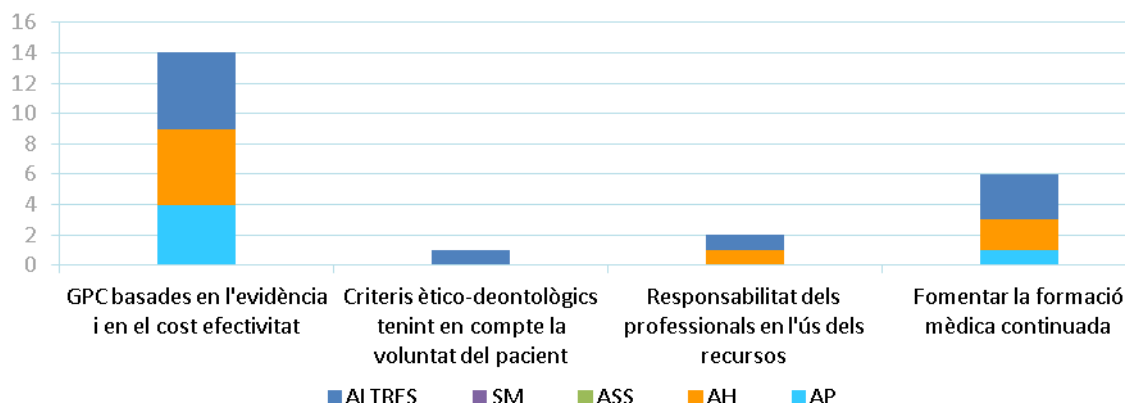 16
14
12
10
8
6
4
2
0
GPC basades en l'evidència
i en el cost efectivitat
Criteris ètico-deontològics
tenint en compte la
voluntat del pacient
Responsabilitat dels
professionals en l'ús dels
recursos
Fomentar la formació
mèdica continuada
ALTRES SM ASS AH AP